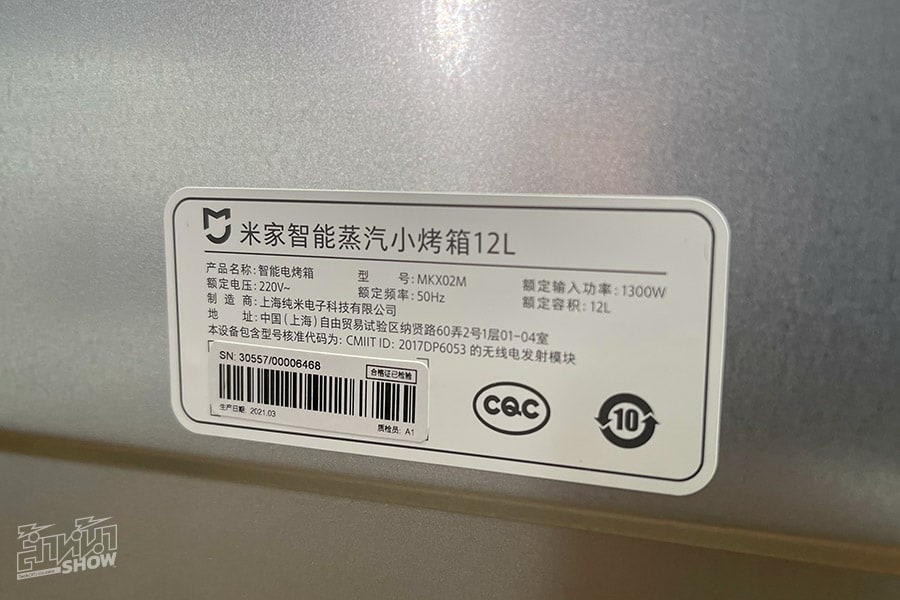 米家智能蒸汽小烤箱12L
产品名称：智能电烤箱 型 号：MKX02M 额定输入功率：1300W
额定电压：220V~ 额定频率：50Hz 额定容积：12L
制 造 商：上海纯米电子科技有限公司
地 址：中国（上海）自由贸易试验区纳贤路60弄2号1层01-04室
本设备包含型号核准代码为：CMIIT ID：2017DP6053 的无线电发射模块
SN: 30557/00006468 合格证已检验
生产日期: 2021.03
质检员: A1
CQC
10
ล้ำหน้า
SHOW